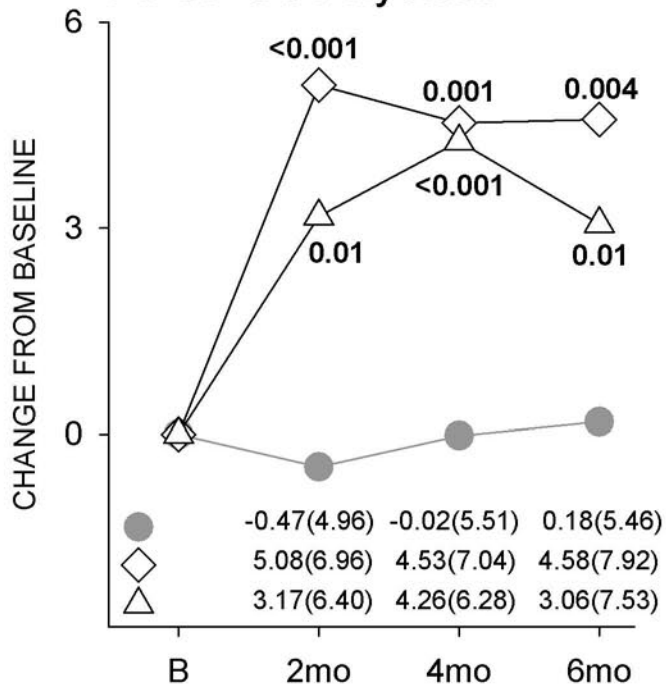 6
<0.001
0.001
0.004
<0.001
3
0.01
0.01
CHANGE FROM BASELINE
0
-0.47(4.96) -0.02(5.51) 0.18(5.46)
5.08(6.96) 4.53(7.04) 4.58(7.92)
3.17(6.40) 4.26(6.28) 3.06(7.53)
B 2mo 4mo 6mo